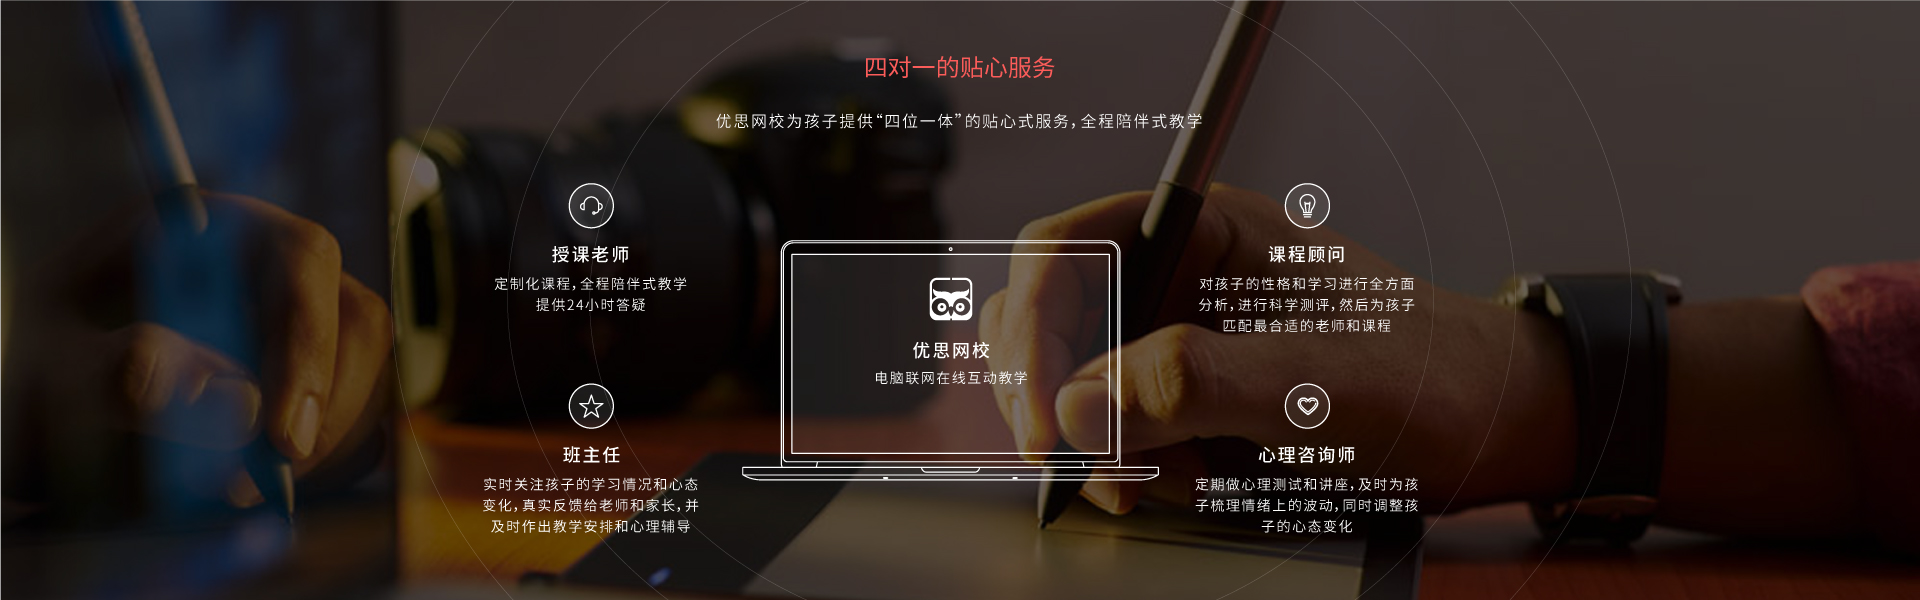 四对一的贴心服务
优思网校为孩子提供“四位一体”的贴心式服务,全程陪伴式教学
授课老师
定制化课程,全程陪伴式教学
提供24小时答疑
课程顾问
对孩子的性格和学习进行全方面
分析,进行科学测评,然后为孩子
匹配最合适的老师和课程
优思网校
电脑联网在线互动教学
班主任
实时关注孩子的学习情况和心态
变化,真实反馈给老师和家长,并
及时作出教学安排和心理辅导
心理咨询师
定期做心理测试和讲座,及时为孩
子梳理情绪上的波动,同时调整孩
子的心态变化